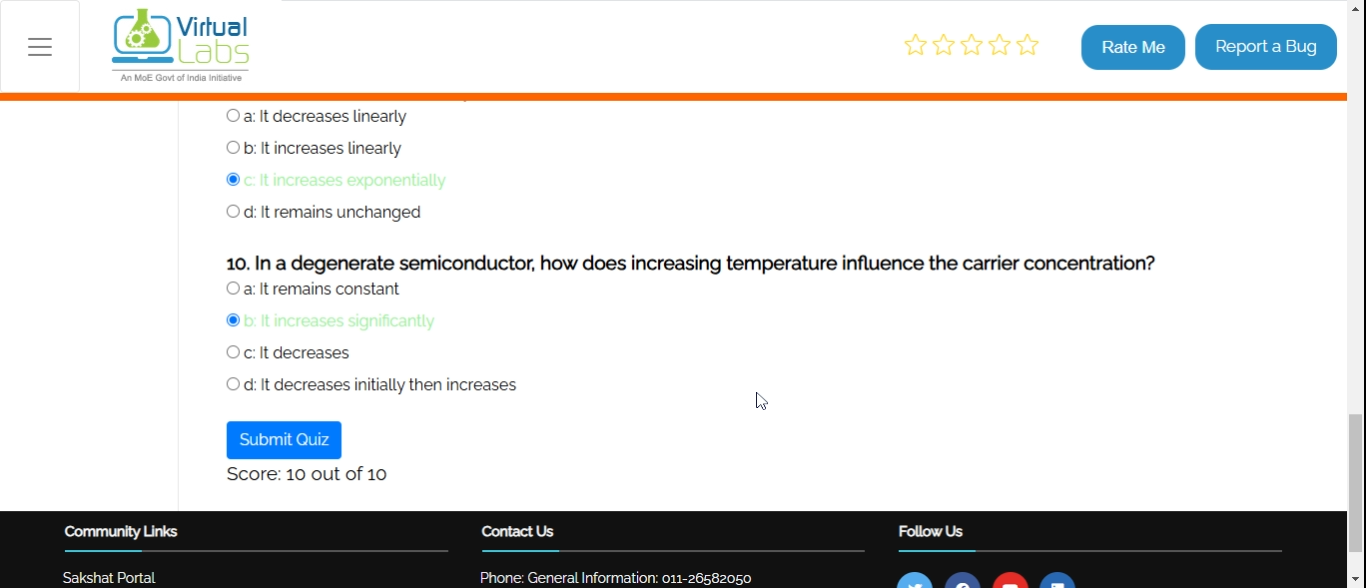 Virtual
Labs
An MoE Govt of India Initiative
Rate Me
Report a Bug
a: It decreases linearly
b: It increases linearly
c: It increases exponentially
d: It remains unchanged
10. In a degenerate semiconductor, how does increasing temperature influence the carrier concentration?
a: It remains constant
b: It increases significantly
c: It decreases
d: It decreases initially then increases
Submit Quiz
Score: 10 out of 10
Community Links
Contact Us
Follow Us
Sakshat Portal
Phone: General Information: 011-26582050